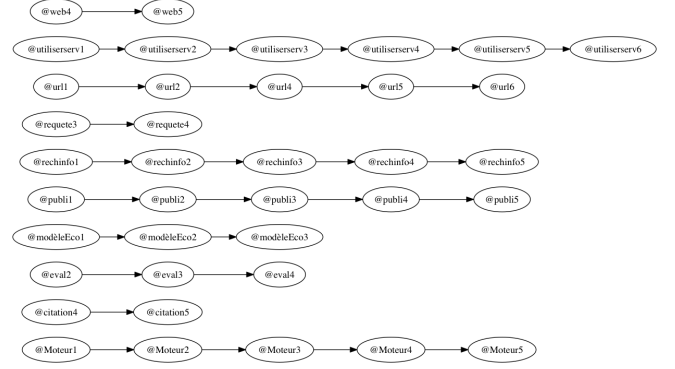 @web4 @web5
@utiliserserv1 @utiliserserv2 @utiliserserv3 @utiliserserv4 @utiliserserv5 @utiliserserv6
@url1 @url2 @url4 @url5 @url6
@requete3 @requete4
@rechinfo1 @rechinfo2 @rechinfo3 @rechinfo4 @rechinfo5
@publi1 @publi2 @publi3 @publi4 @publi5
@modèleEco1 @modèleEco2 @modèleEco3
@eval2 @eval3 @eval4
@citation4 @citation5
@Moteur1 @Moteur2 @Moteur3 @Moteur4 @Moteur5